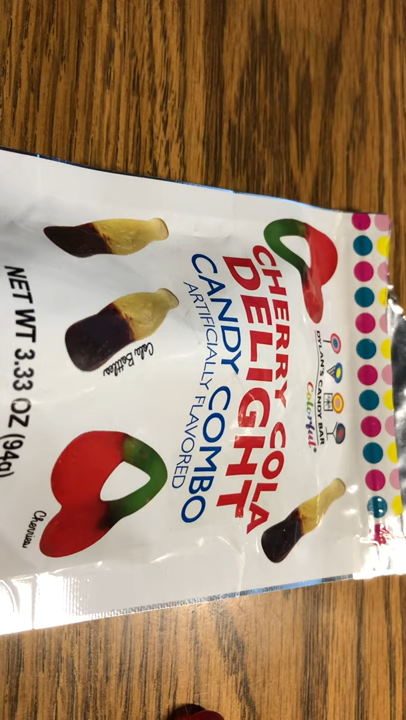 DYLAN'S CANDY BAR
Colorful
CHERRY COLA
DELIGHT
CANDY COMBO
ARTIFICIALLY FLAVORED
Cola Bottles
Cherries
NET WT 3.33 OZ (94g)